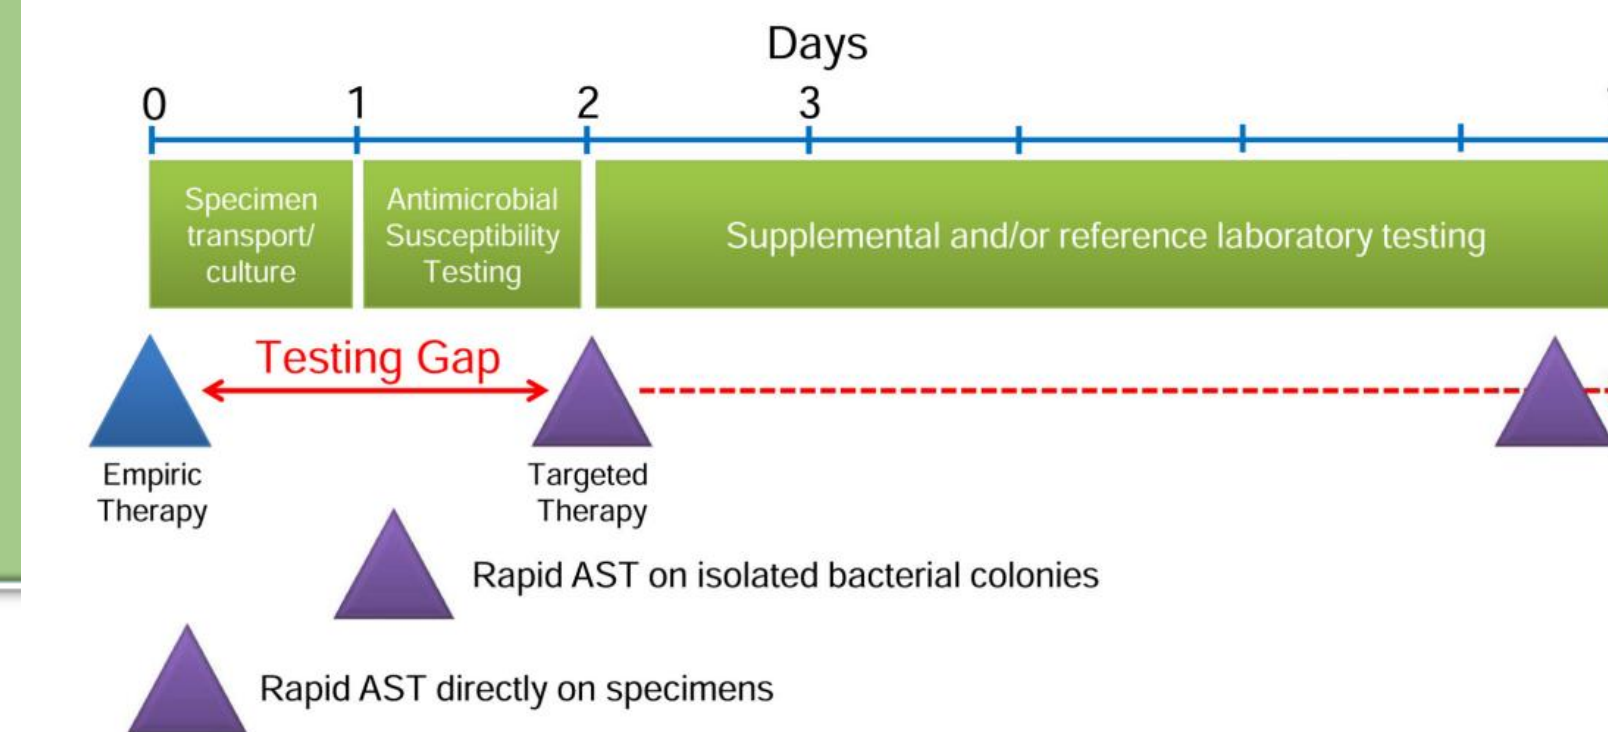 Days
0 1 2 3
Specimen
transport/
culture
Antimicrobial
Susceptibility
Testing
Supplemental and/or reference laboratory testing
Testing Gap
Empiric
Therapy
Targeted
Therapy
Rapid AST on isolated bacterial colonies
Rapid AST directly on specimens